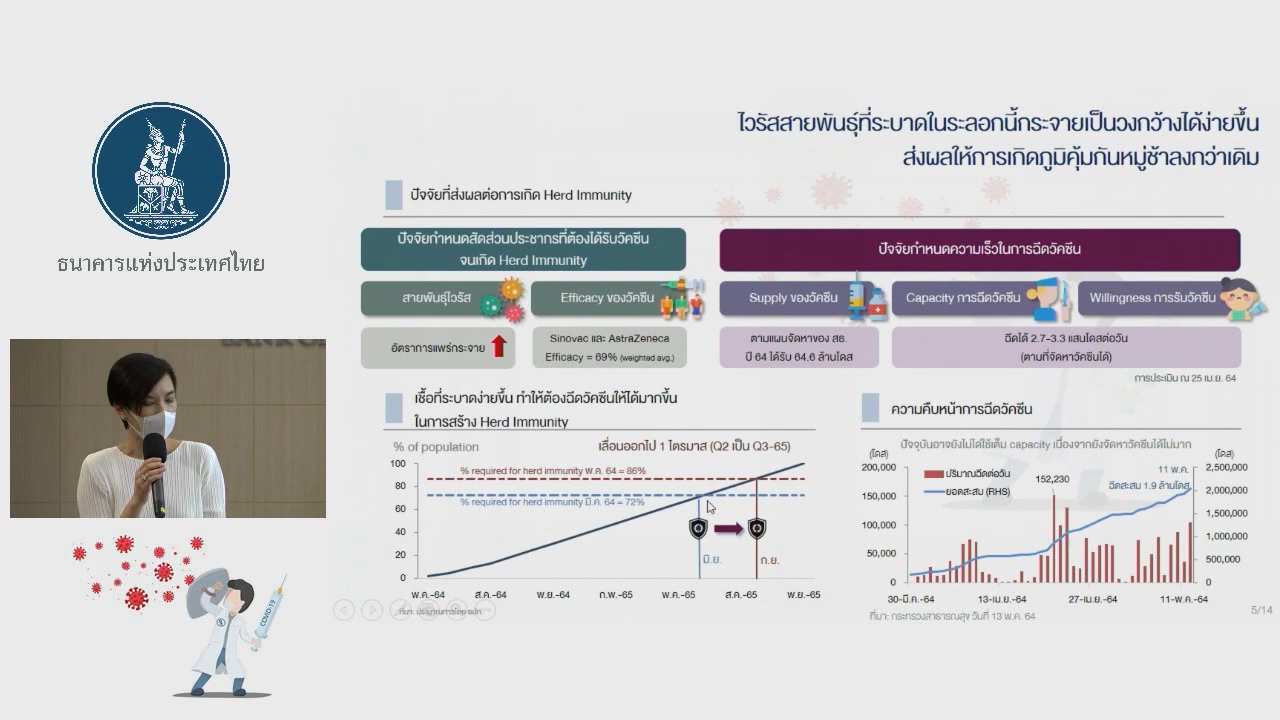 ธนาคารแห่งประเทศไทย
ไวรัสสายพันธุ์ที่ระบาดในระลอกนี้กระจายเป็นวงกว้างได้ง่ายขึ้น
ส่งผลให้การเกิดภูมิคุ้มกันหมู่ช้าลงกว่าเดิม
ปัจจัยที่ส่งผลต่อการเกิด Herd Immunity
ปัจจัยกำหนดสัดส่วนประชากรที่ต้องได้รับวัคซีน
จนเกิด Herd Immunity
ปัจจัยกำหนดความเร็วในการฉีดวัคซีน
สายพันธุ์ไวรัส
Efficacy ของวัคซีน
Supply ของวัคซีน
Capacity การฉีดวัคซีน
Willingness การรับวัคซีน
อัตราการแพร่กระจาย
Sinovac และ AstraZeneca
Efficacy = 69% (weighted avg.)
ตามแผนจัดหาของ สธ.
ปี 64 ได้รับ 64.6 ล้านโดส
ฉีดได้ 2.7-3.3 แสนโดสต่อวัน
(ตามที่จัดหาวัคซีนได้)
การประเมิน ณ 25 เม.ย. 64
เชื้อที่ระบาดง่ายขึ้น ทำให้ต้องฉีดวัคซีนให้ได้มากขึ้น
ในการสร้าง Herd Immunity
% of population
เลื่อนออกไป 1 ไตรมาส (Q2 เป็น Q3-65)
100
80
60
40
20
0
% required for herd immunity พ.ค. 64 = 86%
% required for herd immunity มี.ค. 64 = 72%
มิ.ย.
ก.ย.
พ.ค.-64
ส.ค.-64
พ.ย.-64
ก.พ.-65
พ.ค.-65
ส.ค.-65
พ.ย.-65
ที่มา: ประมาณการโดย ธปท.
ความคืบหน้าการฉีดวัคซีน
ปัจจุบันอาจยังไม่ได้ใช้เต็ม capacity เนื่องจากยังจัดหาวัคซีนได้ไม่มาก
(โดส)
(โดส)
200,000
150,000
100,000
50,000
0
ปริมาณฉีดต่อวัน
ยอดสะสม (RHS)
152,230
11 พ.ค.
ฉีดสะสม 1.9 ล้านโดส
2,500,000
2,000,000
1,500,000
1,000,000
500,000
0
30-มี.ค.-64
13-เม.ย.-64
27-เม.ย.-64
11-พ.ค.-64
ที่มา: กระทรวงสาธารณสุข วันที่ 13 พ.ค. 64
5/14
COVID-19